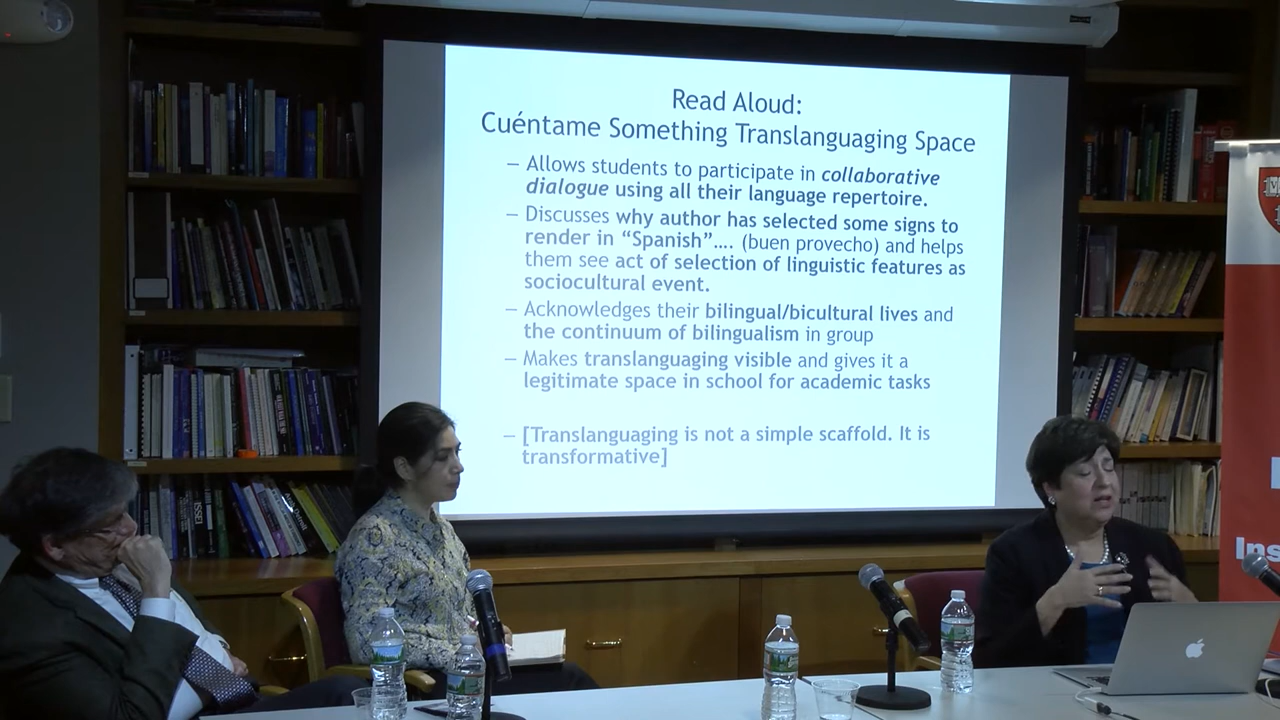 Read Aloud:
Cuéntame Something Translanguaging Space
– Allows students to participate in collaborative
dialogue using all their language repertoire.
– Discusses why author has selected some signs to
render in “Spanish”…. (buen provecho) and helps
them see act of selection of linguistic features as
sociocultural event.
– Acknowledges their bilingual/bicultural lives and
the continuum of bilingualism in group
– Makes translanguaging visible and gives it a
legitimate space in school for academic tasks
– [Translanguaging is not a simple scaffold. It is
transformative]
Ins